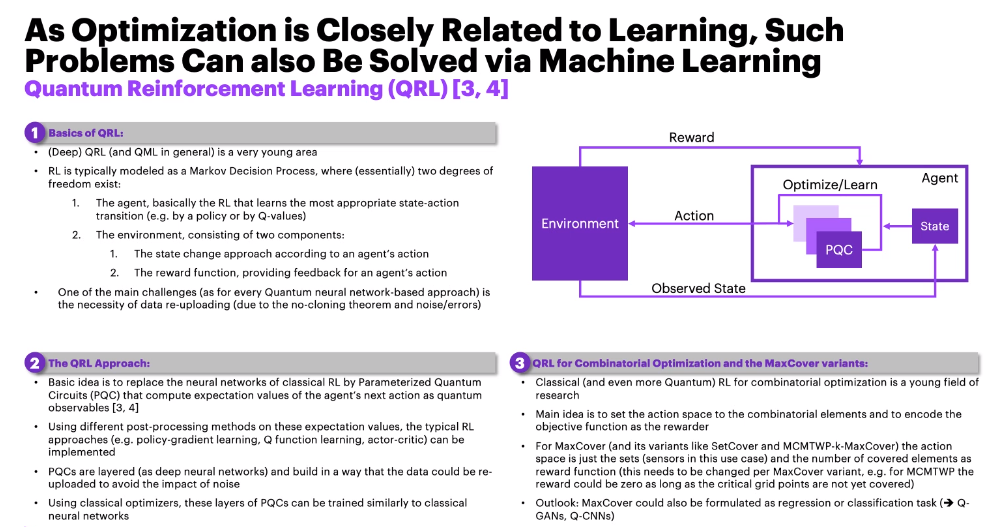 As Optimization is Closely Related to Learning, Such
Problems Can also Be Solved via Machine Learning
Quantum Reinforcement Learning (QRL) [3, 4]
1 Basics of QRL:
• (Deep) QRL (and QML in general) is a very young area
• RL is typically modeled as a Markov Decision Process, where (essentially) two degrees of
freedom exist:
1. The agent, basically the RL that learns the most appropriate state-action
transition (e.g. by a policy or by Q-values)
2. The environment, consisting of two components:
1. The state change approach according to an agent's action
2. The reward function, providing feedback for an agent's action
• One of the main challenges (as for every Quantum neural network-based approach) is
the necessity of data re-uploading (due to the no-cloning theorem and noise/errors)
Reward
Agent
Optimize/Learn
Environment
Action
State
PQC
Observed State
2 The QRL Approach:
• Basic idea is to replace the neural networks of classical RL by Parameterized Quantum
Circuits (PQC) that compute expectation values of the agent's next action as quantum
observables [3, 4]
• Using different post-processing methods on these expectation values, the typical RL
approaches (e.g. policy-gradient learning, Q function learning, actor-critic) can be
implemented
• PQCs are layered (as deep neural networks) and build in a way that the data could be re-
uploaded to avoid the impact of noise
• Using classical optimizers, these layers of PQCs can be trained similarly to classical
neural networks
3 QRL for Combinatorial Optimization and the MaxCover variants:
• Classical (and even more Quantum) RL for combinatorial optimization is a young field of
research
• Main idea is to set the action space to the combinatorial elements and to encode the
objective function as the rewarder
• For MaxCover (and its variants like SetCover and MCMTWP-k-MaxCover) the action
space is just the sets (sensors in this use case) and the number of covered elements as
reward function (this needs to be changed per MaxCover variant, e.g. for MCMTWP the
reward could be zero as long as the critical grid points are not yet covered)
• Outlook: MaxCover could also be formulated as regression or classification task (➔ Q-
GANs, Q-CNNs)